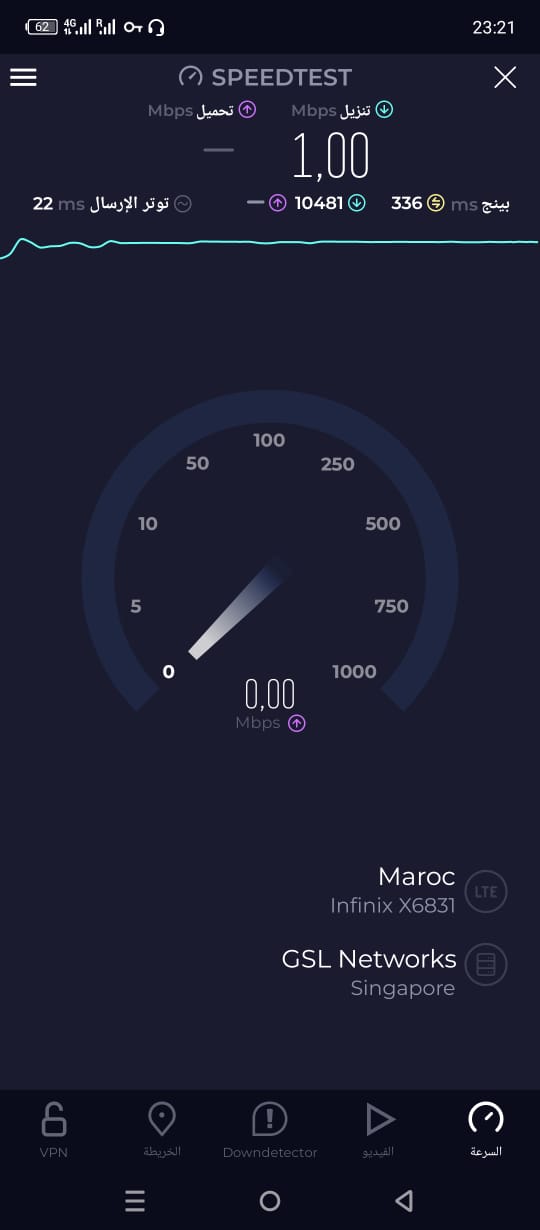 62 4G R 23:21
SPEEDTEST
تنزيل Mbps تحميل Mbps
1,00 —
بينج ms 336 10481 — توتر الإرسال ms 22
100
50 250
10 500
5 750
0 1000
0,00
Mbps
Maroc
Infinix X6831
LTE
GSL Networks
Singapore
VPN الخريطة Downdetector الفيديو السرعة